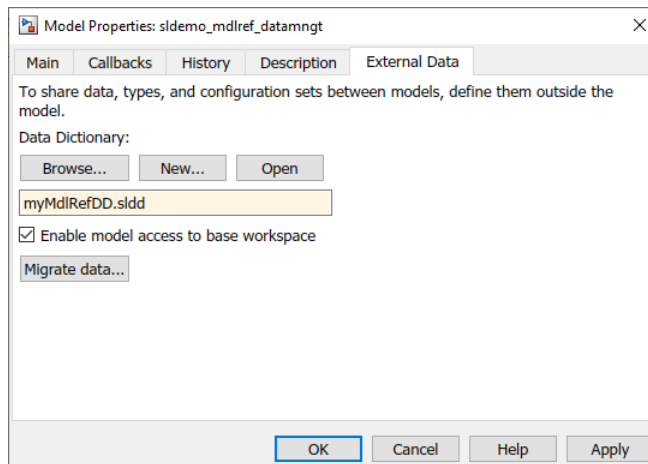 Model Properties: sldemo_mdlref_datamngt
Main Callbacks History Description External Data
To share data, types, and configuration sets between models, define them outside the
model.
Data Dictionary:
Browse... New... Open
myMdlRefDD.sldd
Enable model access to base workspace
Migrate data...
OK Cancel Help Apply